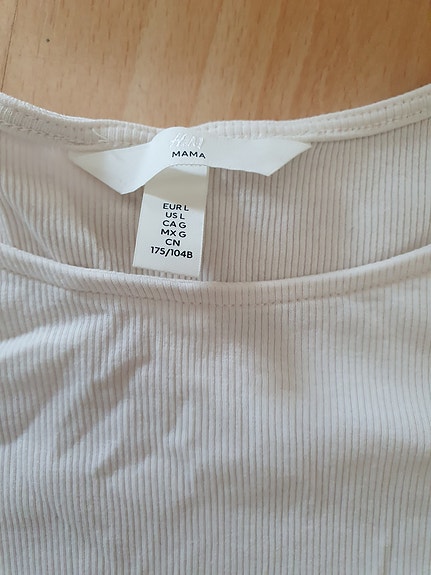 H&M
MAMA
EUR L
US L
CA G
MX G
CN
175/104B